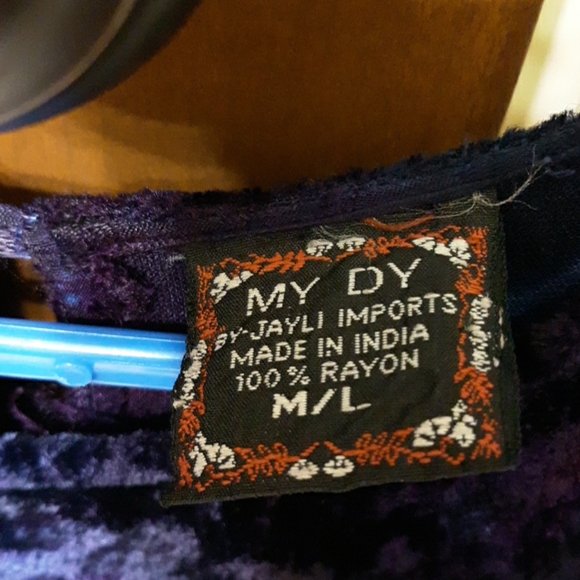 MY DY
BY-JAYLI IMPORTS
MADE IN INDIA
100% RAYON
M/L